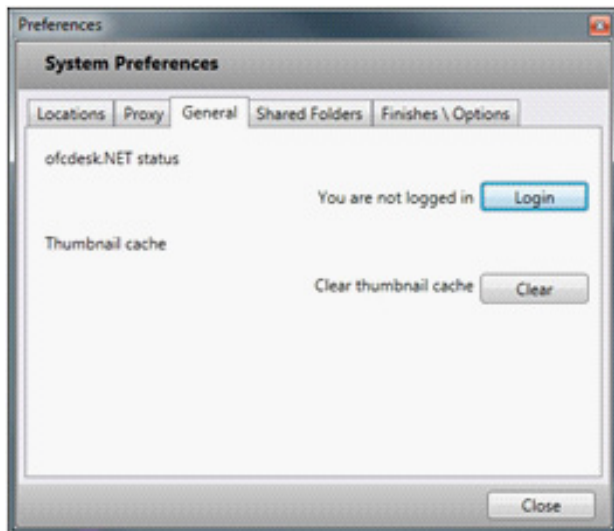 Preferences
System Preferences
Locations Proxy General Shared Folders Finishes \ Options
ofcdesk.NET status
You are not logged in Login
Thumbnail cache
Clear thumbnail cache Clear
Close